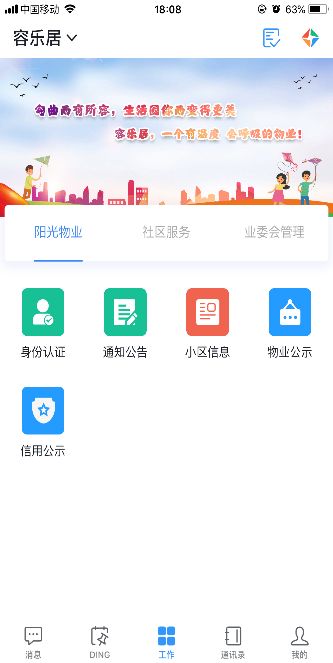 中国移动 18:08 63%
容乐居
句曲而有所容，生活因你而变得更美
容乐居，一个有温度 会呼吸的物业！
阳光物业 社区服务 业委会管理
身份认证 通知公告 小区信息 物业公示
信用公示
消息 DING 工作 通讯录 我的